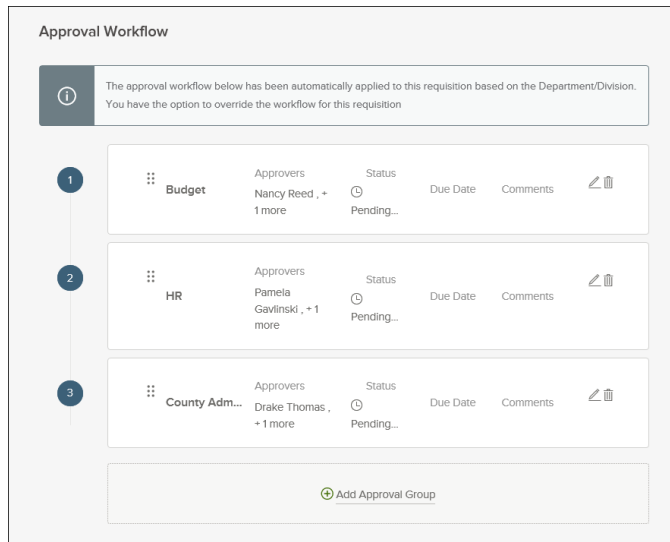 Approval Workflow
The approval workflow below has been automatically applied to this requisition based on the Department/Division.
You have the option to override the workflow for this requisition
1
Budget
Approvers
Nancy Reed , +
1 more
Status
Pending...
Due Date
Comments
2
HR
Approvers
Pamela
Gavlinski , + 1
more
Status
Pending...
Due Date
Comments
3
County Adm...
Approvers
Drake Thomas ,
+ 1 more
Status
Pending...
Due Date
Comments
Add Approval Group